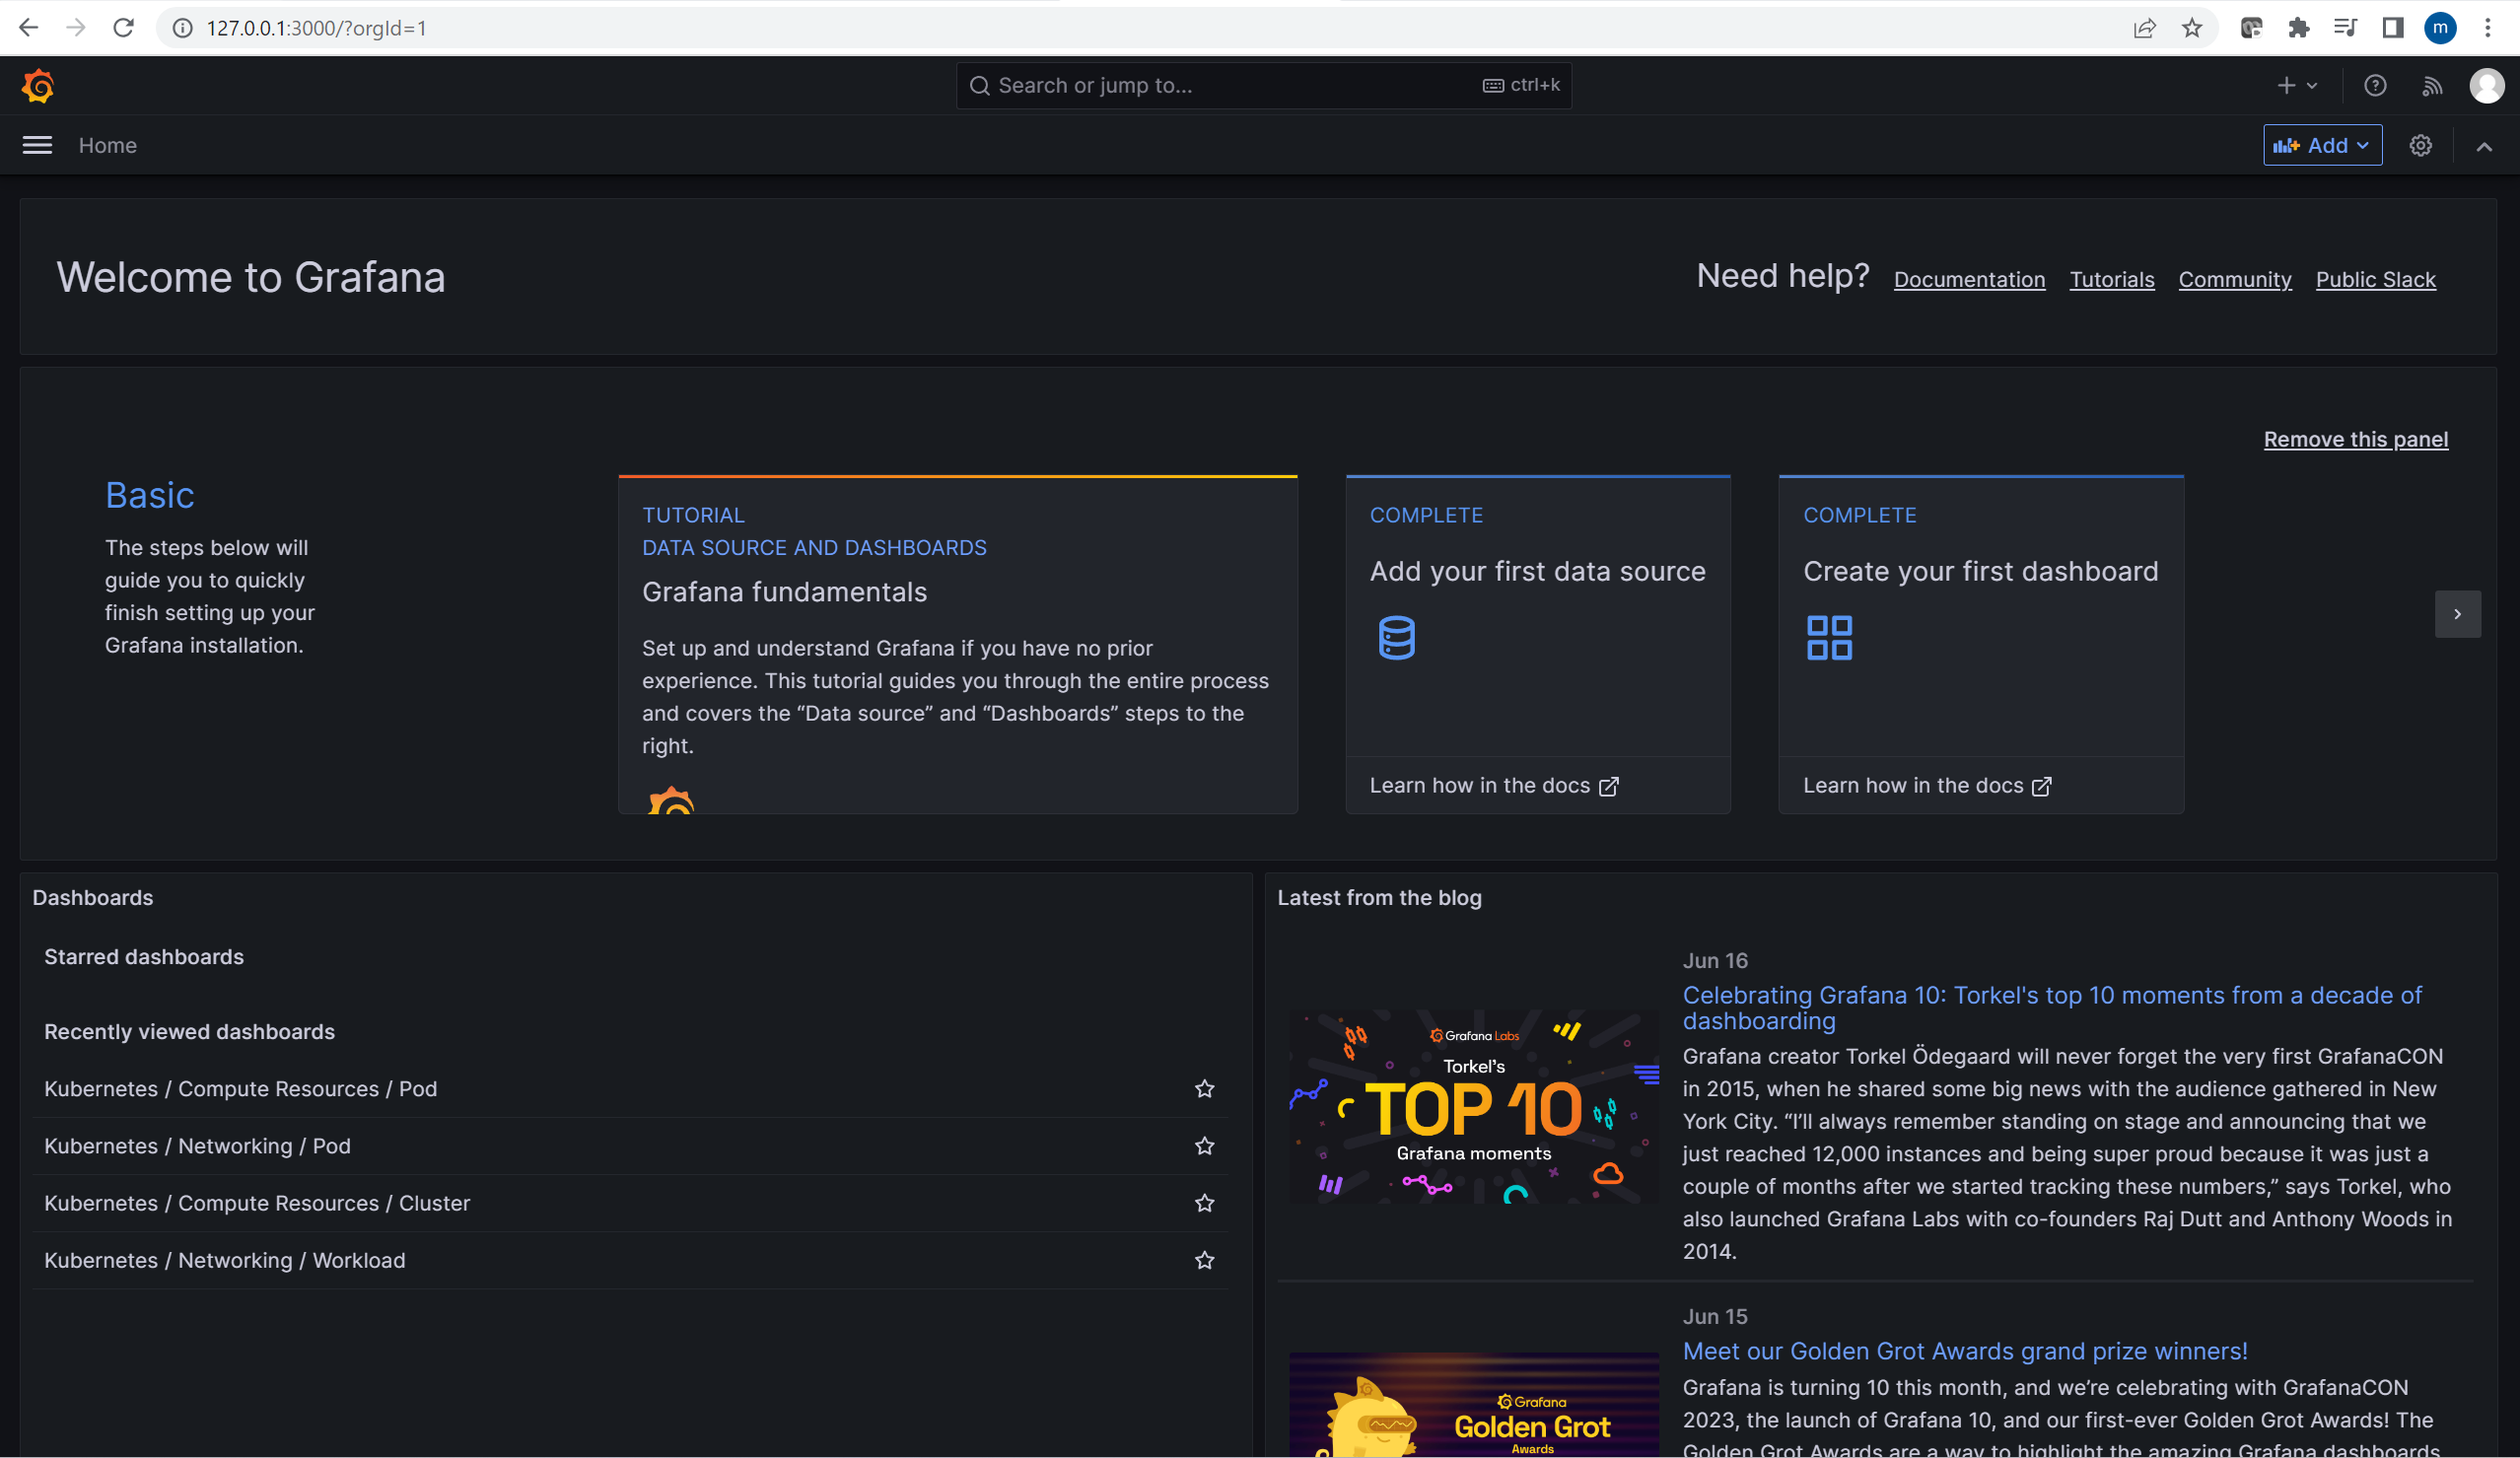 127.0.0.1:3000/?orgId=1
m
Search or jump to...
ctrl+k
Home
Add
Welcome to Grafana
Need help?
Documentation
Tutorials
Community
Public Slack
Remove this panel
Basic
The steps below will
guide you to quickly
finish setting up your
Grafana installation.
TUTORIAL
DATA SOURCE AND DASHBOARDS
Grafana fundamentals
Set up and understand Grafana if you have no prior
experience. This tutorial guides you through the entire process
and covers the “Data source” and “Dashboards” steps to the
right.
COMPLETE
Add your first data source
Learn how in the docs
COMPLETE
Create your first dashboard
Learn how in the docs
Dashboards
Starred dashboards
Recently viewed dashboards
Kubernetes / Compute Resources / Pod
Kubernetes / Networking / Pod
Kubernetes / Compute Resources / Cluster
Kubernetes / Networking / Workload
Latest from the blog
Grafana Labs
Torkel’s
TOP 10
Grafana moments
Jun 16
Celebrating Grafana 10: Torkel's top 10 moments from a decade of
dashboarding
Grafana creator Torkel Ödegaard will never forget the very first GrafanaCON
in 2015, when he shared some big news with the audience gathered in New
York City. “I’ll always remember standing on stage and announcing that we
just reached 12,000 instances and being super proud because it was just a
couple of months after we started tracking these numbers,” says Torkel, who
also launched Grafana Labs with co-founders Raj Dutt and Anthony Woods in
2014.
Grafana
Golden Grot
Awards
Jun 15
Meet our Golden Grot Awards grand prize winners!
Grafana is turning 10 this month, and we’re celebrating with GrafanaCON
2023, the launch of Grafana 10, and our first-ever Golden Grot Awards! The
Golden Grot Awards are a way to highlight the amazing Grafana dashboards